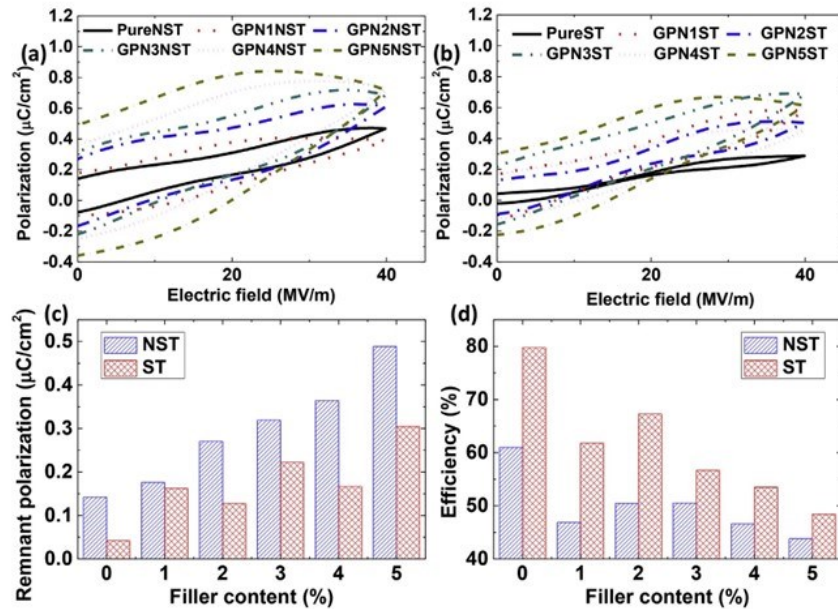 (a)
PureNST GPN1NST GPN2NST
GPN3NST GPN4NST GPN5NST
Polarization (μC/cm²)
1.2
1.0
0.8
0.6
0.4
0.2
0.0
-0.2
-0.4
0 20 40
Electric field (MV/m)
(b)
PureST GPN1ST GPN2ST
GPN3ST GPN4ST GPN5ST
Polarization (μC/cm²)
1.2
1.0
0.8
0.6
0.4
0.2
0.0
-0.2
-0.4
0 20 40
Electric field (MV/m)
(c)
NST
ST
Remnant polarization (μC/cm²)
0.5
0.4
0.3
0.2
0.1
0.0
0 1 2 3 4 5
Filler content (%)
(d)
NST
ST
Efficiency (%)
80
70
60
50
40
0 1 2 3 4 5
Filler content (%)